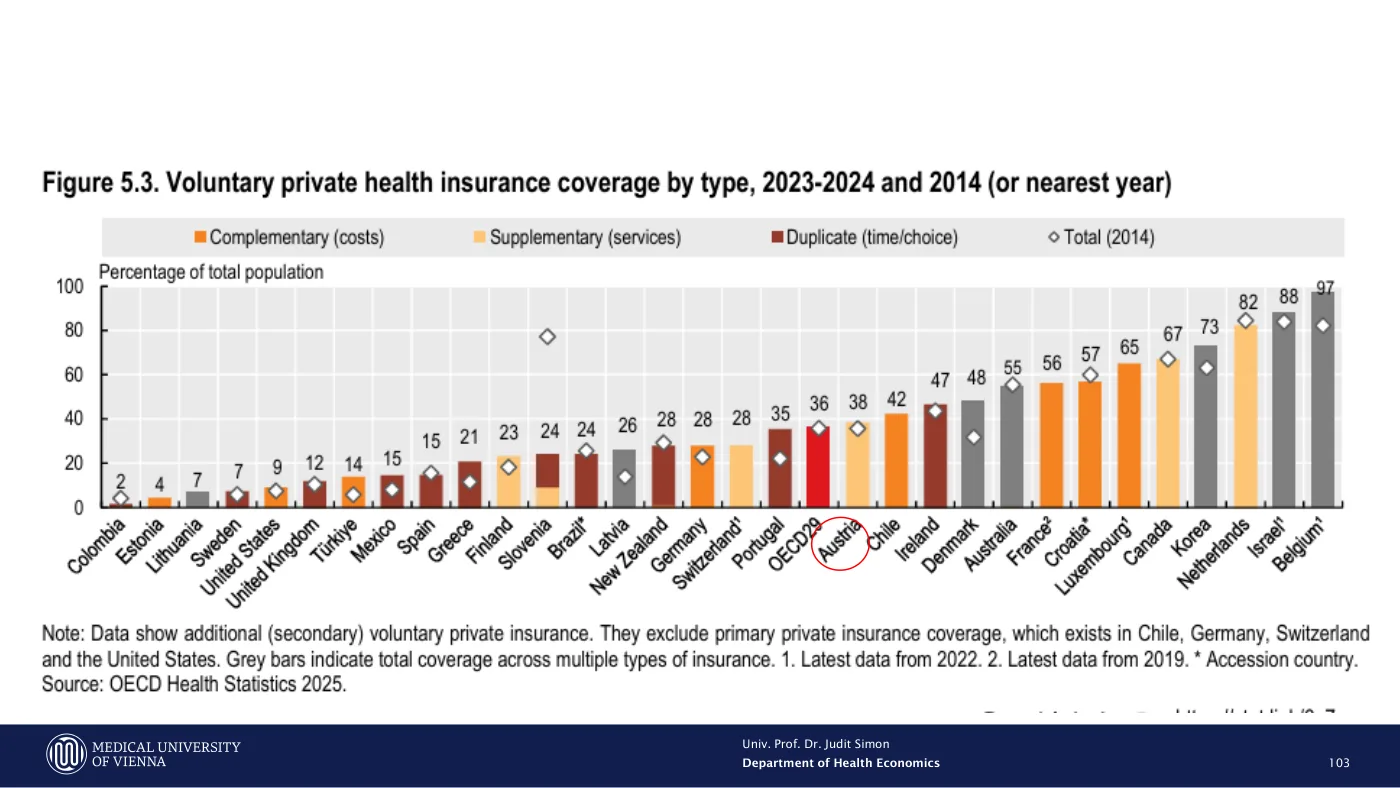 Figure 5.3. Voluntary private health insurance coverage by type, 2023-2024 and 2014 (or nearest year)
Complementary (costs) Supplementary (services) Duplicate (time/choice) Total (2014)
Percentage of total population
100
80
60
40
20
0
2 4 7 7 9 12 14 15 15 21 23 24 24 26 28 28 28 35 36 38 42 47 48 55 56 57 65 67 73 82 88 97
Colombia
Estonia
Lithuania
Sweden
United States
United Kingdom
Türkiye
Mexico
Spain
Greece
Finland
Slovenia
Brazil*
Latvia
New Zealand
Germany
Switzerland¹
Portugal
OECD29
Austria
Chile
Ireland
Denmark
Australia
France²
Croatia*
Luxembourg¹
Canada
Korea
Netherlands
Israel¹
Belgium¹
Note: Data show additional (secondary) voluntary private insurance. They exclude primary private insurance coverage, which exists in Chile, Germany, Switzerland
and the United States. Grey bars indicate total coverage across multiple types of insurance. 1. Latest data from 2022. 2. Latest data from 2019. * Accession country.
Source: OECD Health Statistics 2025.
MEDICAL UNIVERSITY
OF VIENNA
Univ. Prof. Dr. Judit Simon
Department of Health Economics
103